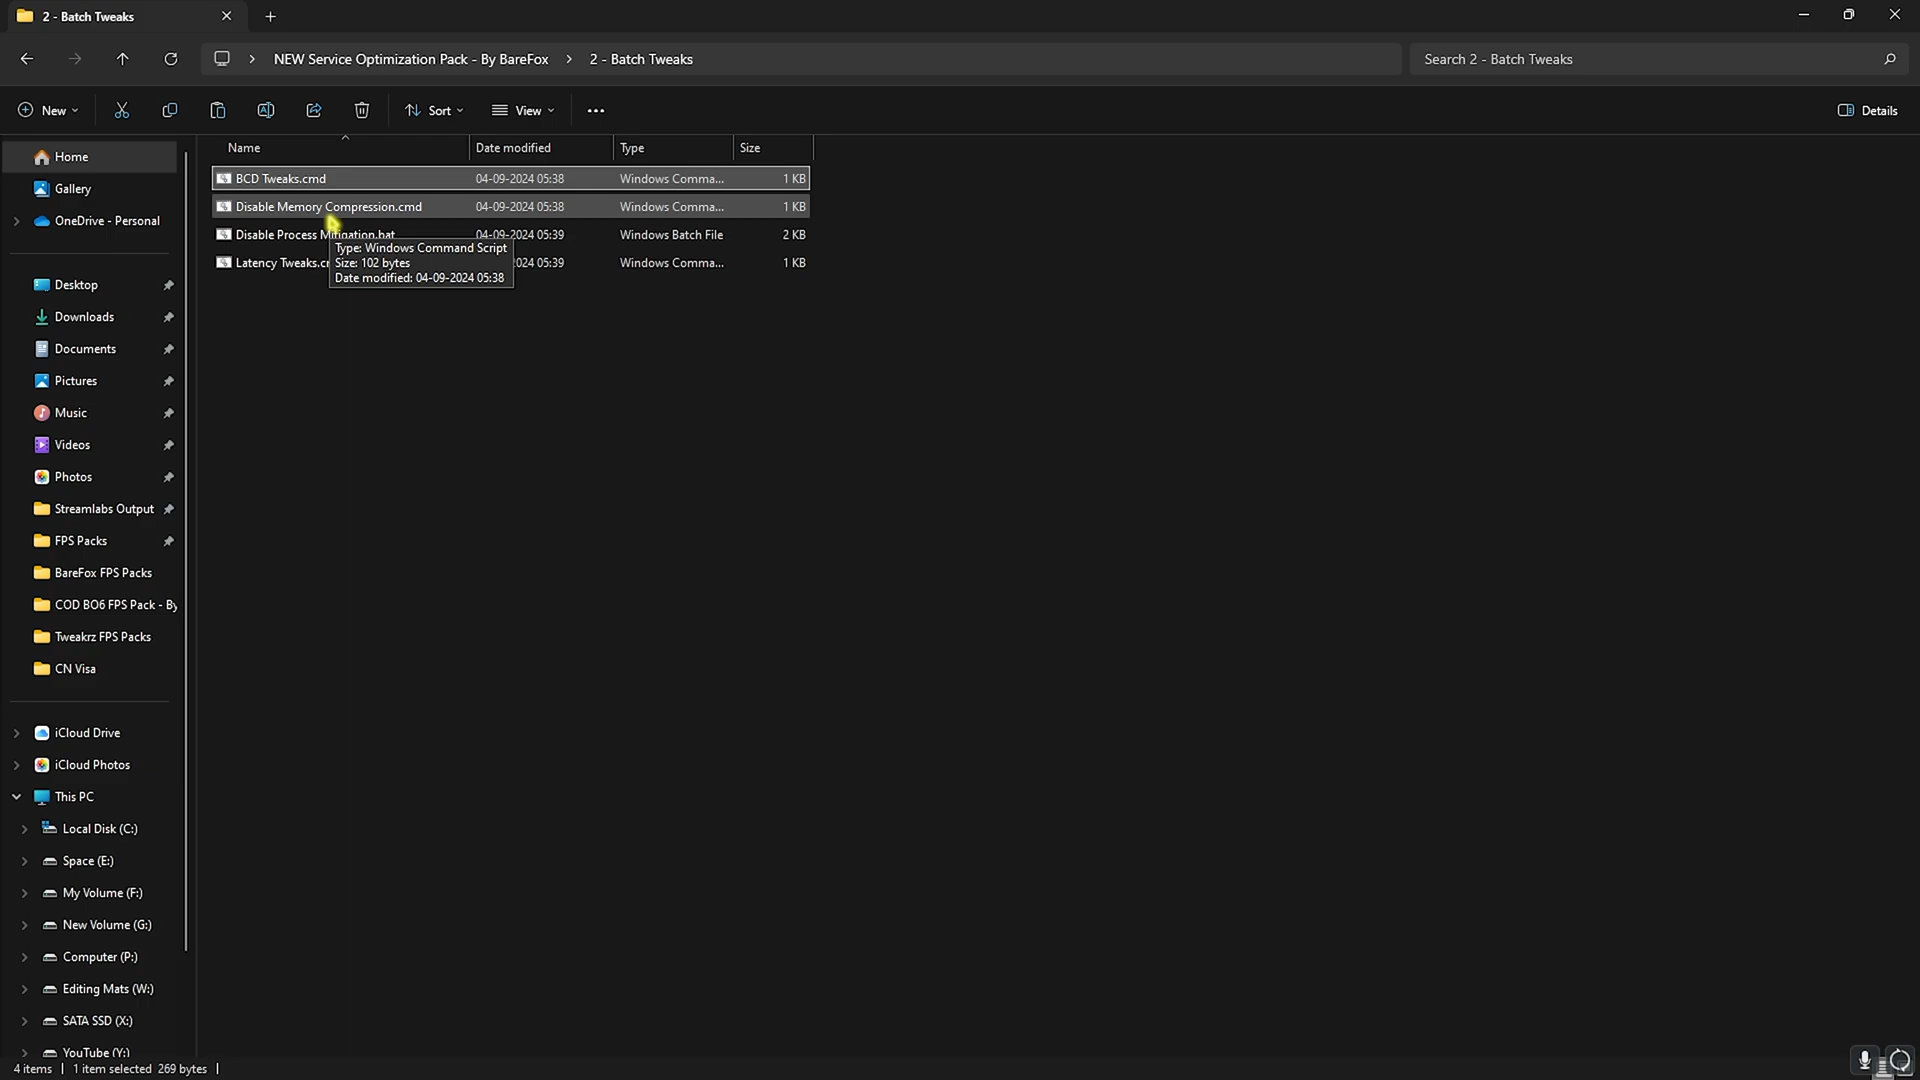 2 - Batch Tweaks
NEW Service Optimization Pack - By BareFox
2 - Batch Tweaks
Search 2 - Batch Tweaks
New
Sort
View
Details
Name
Date modified
Type
Size
BCD Tweaks.cmd
04-09-2024 05:38
Windows Comma...
1 KB
Disable Memory Compression.cmd
04-09-2024 05:38
Windows Comma...
1 KB
Disable Process Mitigation.bat
04-09-2024 05:39
Windows Batch File
2 KB
Latency Tweaks.c
024 05:39
Windows Comma...
1 KB
Type: Windows Command Script
Size: 102 bytes
Date modified: 04-09-2024 05:38
Home
Gallery
OneDrive - Personal
Desktop
Downloads
Documents
Pictures
Music
Videos
Photos
Streamlabs Output
FPS Packs
BareFox FPS Packs
COD BO6 FPS Pack - By
Tweakrz FPS Packs
CN Visa
iCloud Drive
iCloud Photos
This PC
Local Disk (C:)
Space (E:)
My Volume (F:)
New Volume (G:)
Computer (P:)
Editing Mats (W:)
SATA SSD (X:)
YouTube (Y:)
4 items
1 item selected 269 bytes